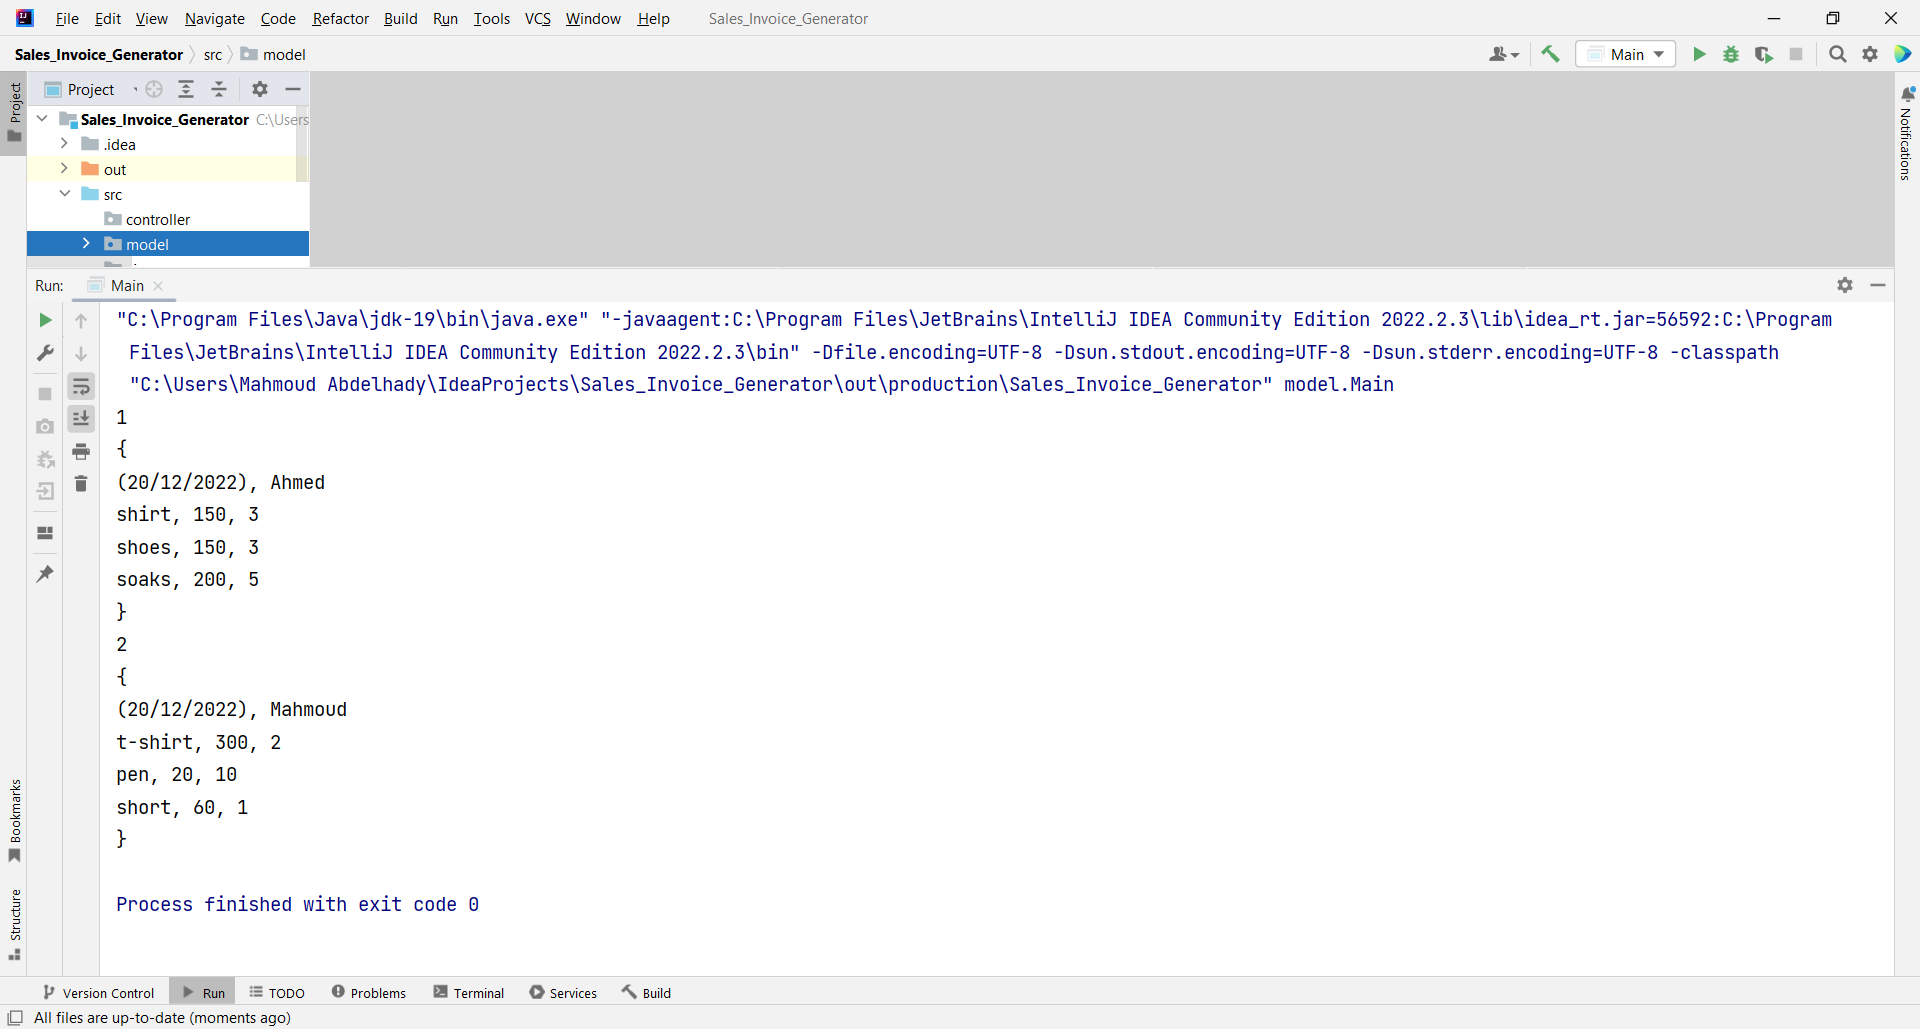 File Edit View Navigate Code Refactor Build Run Tools VCS Window Help Sales_Invoice_Generator
Sales_Invoice_Generator src model Main
Project
Project
Sales_Invoice_Generator C:\Users
.idea
out
src
controller
model
Notifications
Run: Main
"C:\Program Files\Java\jdk-19\bin\java.exe" "-javaagent:C:\Program Files\JetBrains\IntelliJ IDEA Community Edition 2022.2.3\lib\idea_rt.jar=56592:C:\Program
Files\JetBrains\IntelliJ IDEA Community Edition 2022.2.3\bin" -Dfile.encoding=UTF-8 -Dsun.stdout.encoding=UTF-8 -Dsun.stderr.encoding=UTF-8 -classpath
"C:\Users\Mahmoud Abdelhady\IdeaProjects\Sales_Invoice_Generator\out\production\Sales_Invoice_Generator" model.Main
1
{
(20/12/2022), Ahmed
shirt, 150, 3
shoes, 150, 3
soaks, 200, 5
}
2
{
(20/12/2022), Mahmoud
t-shirt, 300, 2
pen, 20, 10
short, 60, 1
}
Process finished with exit code 0
Bookmarks
Structure
Version Control Run TODO Problems Terminal Services Build
All files are up-to-date (moments ago)